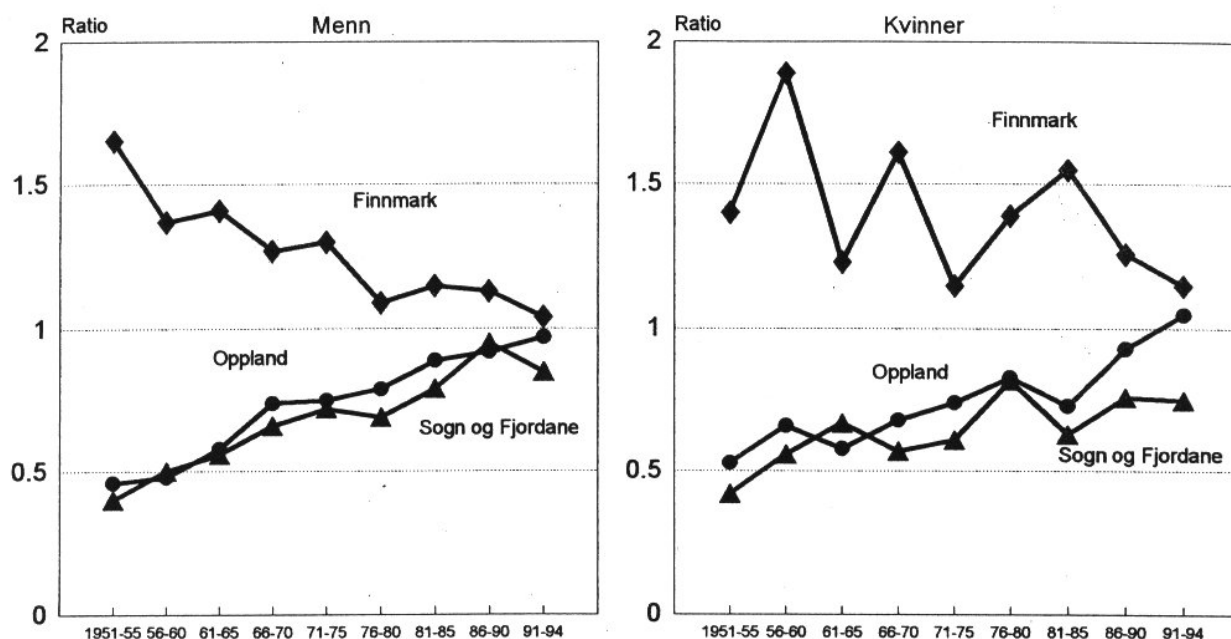 Ratio
Menn
2
1.5
1
0.5
0
Finnmark
Oppland
Sogn og Fjordane
1951-55 56-60 61-65 66-70 71-75 76-80 81-85 86-90 91-94
Ratio
Kvinner
2
1.5
1
0.5
0
Finnmark
Oppland
Sogn og Fjordane
1951-55 56-60 61-65 66-70 71-75 76-80 81-85 86-90 91-94